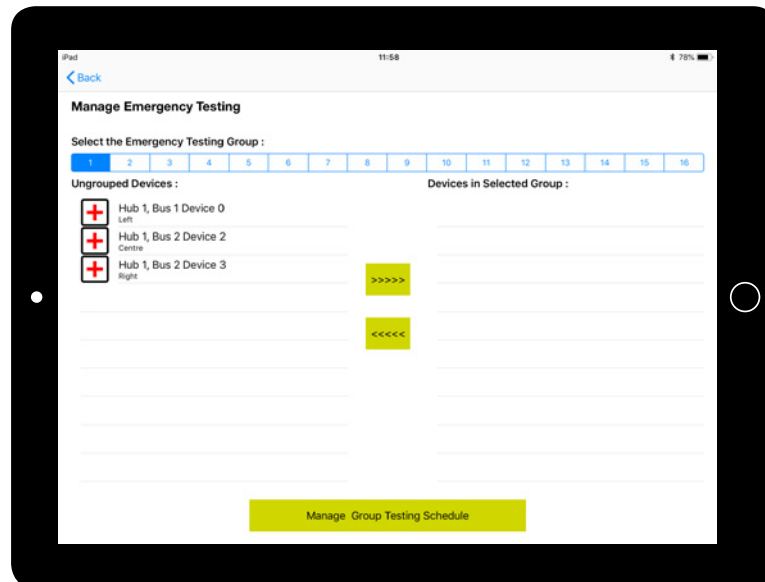 iPad 11:58 78%
Back
Manage Emergency Testing
Select the Emergency Testing Group :
1 2 3 4 5 6 7 8 9 10 11 12 13 14 15 16
Ungrouped Devices : Devices in Selected Group :
Hub 1, Bus 1 Device 0
Left
Hub 1, Bus 2 Device 2
Centre
Hub 1, Bus 2 Device 3
Right
>>>>>
<<<<<
Manage Group Testing Schedule